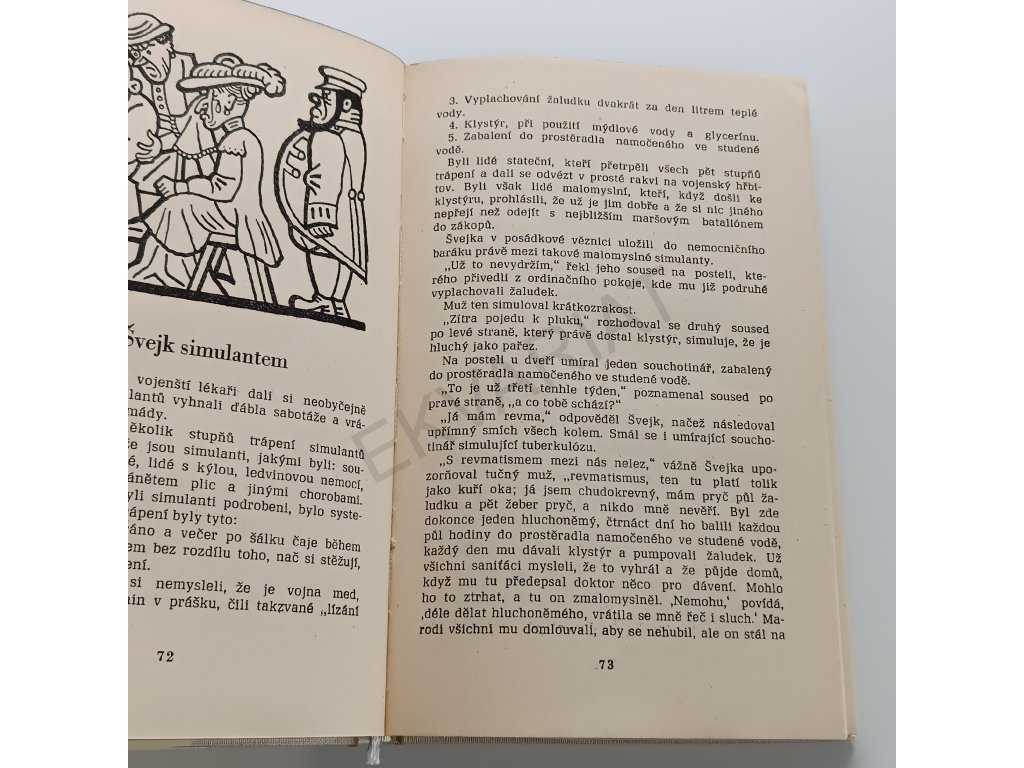 Švejk simulantem
vojenští lékaři dali si neobyčejně
ulantů vyhnali ďábla sabotáže a vrá-
mády.
ěkolik stupňů trápení simulantů
že jsou simulanti, jakými byli: sou-
é, lidé s kýlou, ledvinovou nemocí,
ánětem plic a jinými chorobami.
yli simulanti podrobeni, bylo syste-
rápení byly tyto:
áno a večer po šálku čaje během
em bez rozdílu toho, nač si stěžují,
ení.
si nemysleli, že je vojna med,
nin v prášku, čili takzvané „lízání
72
3. Vyplachování žaludku dvakrát za den litrem teplé
vody.
4. Klystýr, při použití mýdlové vody a glycerínu.
5. Zabalení do prostěradla namočeného ve studené
vodě.
Byli lidé stateční, kteří přetrpěli všech pět stupňů
trápení a dali se odvézt v prosté rakvi na vojenský hřbi-
tov. Byli však lidé malomyslní, kteří, když došli ke
klystýru, prohlásili, že už je jim dobře a že si nic jiného
nepřejí než odejít s nejbližším maršovým bataliónem
do zákopů.
Švejka v posádkové věznici uložili do nemocničního
baráku právě mezi takové malomyslné simulanty.
„Už to nevydržím,“ řekl jeho soused na posteli, kte-
rého přivedli z ordinačního pokoje, kde mu již podruhé
vyplachovali žaludek.
Muž ten simuloval krátkozrakost.
„Zítra pojedu k pluku,“ rozhodoval se druhý soused
po levé straně, který právě dostal klystýr, simuluje, že je
hluchý jako pařez.
Na posteli u dveří umíral jeden souchotinář, zabalený
do prostěradla namočeného ve studené vodě.
„To je už třetí tenhle týden,“ poznamenal soused po
pravé straně, „a co tobě schází?“
„Já mám revma,“ odpověděl Švejk, načež následoval
upřímný smích všech kolem. Smál se i umírající soucho-
tinář simulující tuberkulózu.
„S revmatismem mezi nás nelez,“ vážně Švejka upo-
zorňoval tučný muž, „revmatismus, ten tu platí tolik
jako kuří oka; já jsem chudokrevný, mám pryč půl ža-
ludku a pět žeber pryč, a nikdo mně nevěří. Byl zde
dokonce jeden hluchoněmý, čtrnáct dní ho balili každou
půl hodiny do prostěradla namočeného ve studené vodě,
každý den mu dávali klystýr a pumpovali žaludek. Už
všichni saniťáci mysleli, že to vyhrál a že půjde domů,
když mu tu předepsal doktor něco pro dávení. Mohlo
ho to ztrhat, a tu on zmalomyslněl. ‚Nemohu,‘ povídá,
‚déle dělat hluchoněmého, vrátila se mně řeč i sluch.‘ Ma-
rodi všichni mu domlouvali, aby se nehubil, ale on stál na
73
EKVARIAT